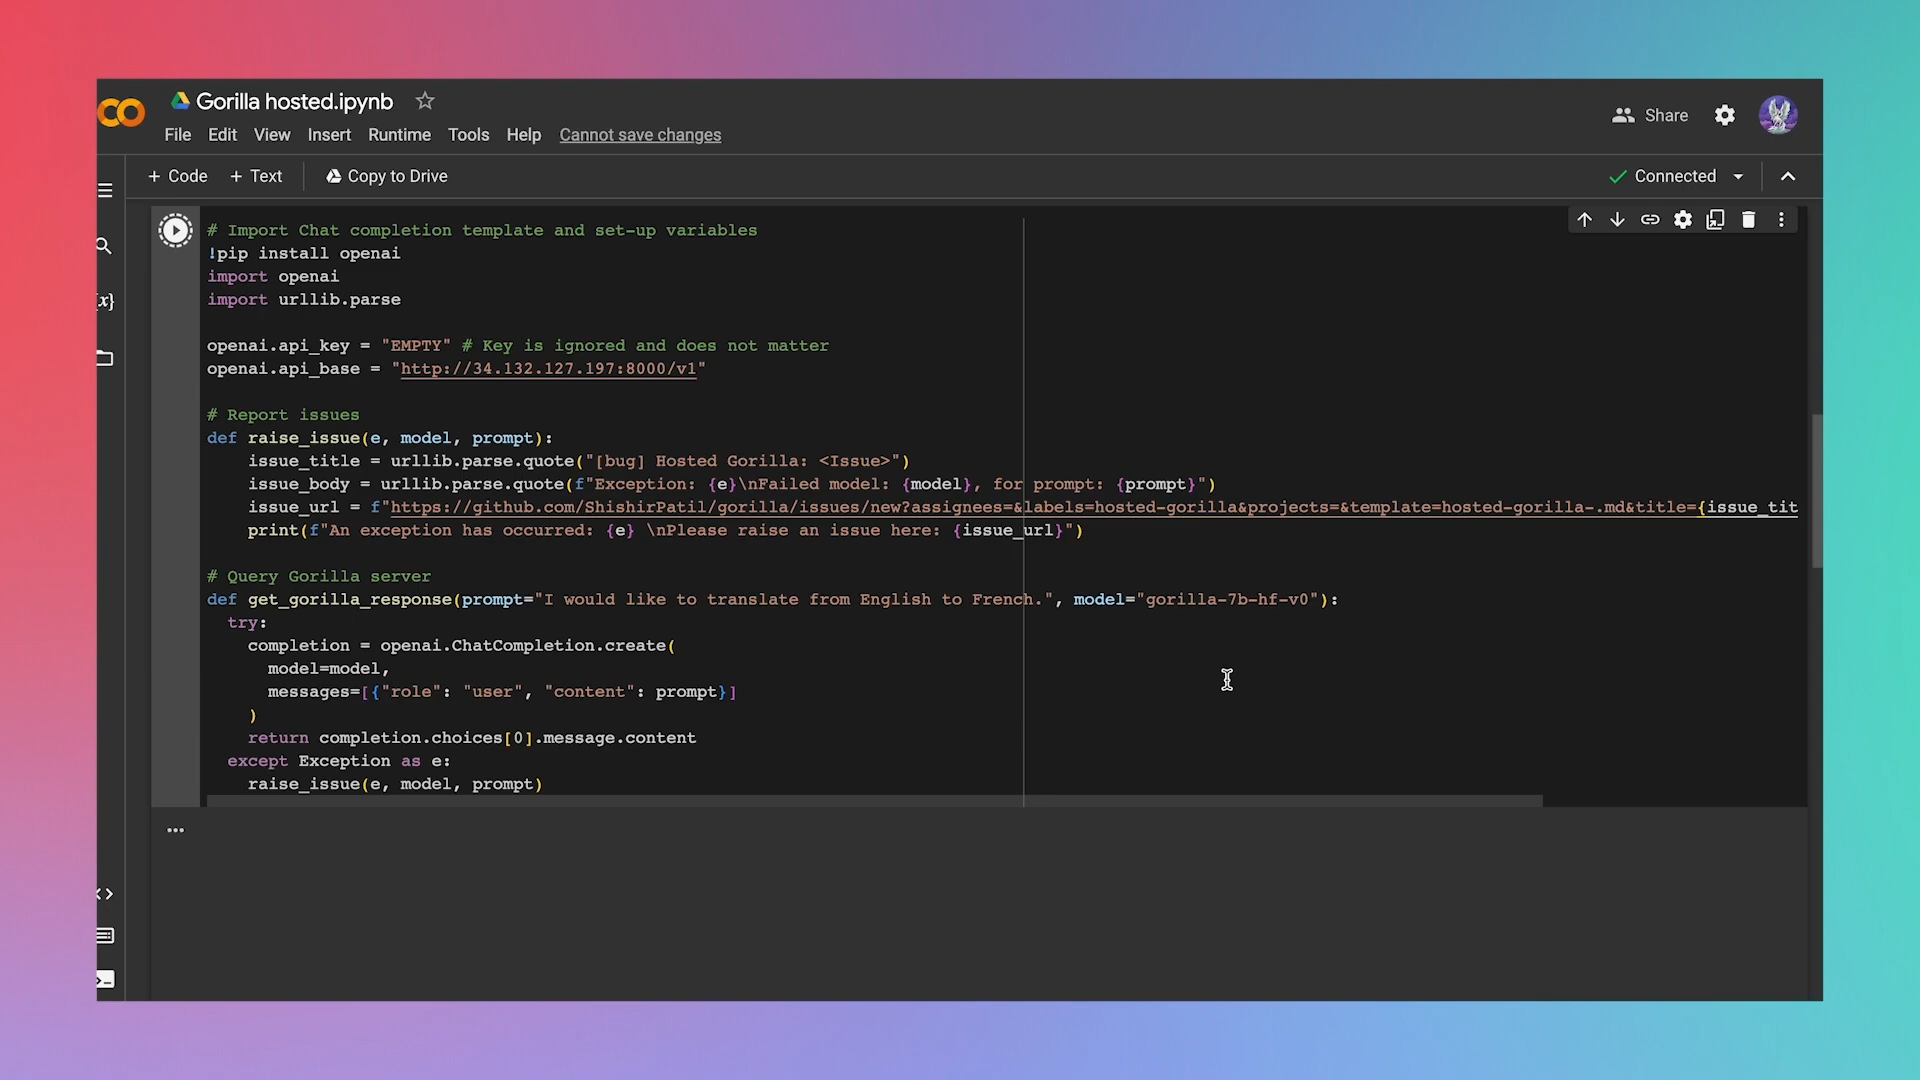 Gorilla hosted.ipynb
File Edit View Insert Runtime Tools Help Cannot save changes
Share
+ Code + Text Copy to Drive
Connected
# Import Chat completion template and set-up variables
!pip install openai
import openai
import urllib.parse
openai.api_key = "EMPTY" # Key is ignored and does not matter
openai.api_base = "http://34.132.127.197:8000/v1"
# Report issues
def raise_issue(e, model, prompt):
    issue_title = urllib.parse.quote("[bug] Hosted Gorilla: <Issue>")
    issue_body = urllib.parse.quote(f"Exception: {e}\nFailed model: {model}, for prompt: {prompt}")
    issue_url = f"https://github.com/ShishirPatil/gorilla/issues/new?assignees=&labels=hosted-gorilla&projects=&template=hosted-gorilla-.md&title={issue_tit
    print(f"An exception has occurred: {e} \nPlease raise an issue here: {issue_url}")
# Query Gorilla server
def get_gorilla_response(prompt="I would like to translate from English to French.", model="gorilla-7b-hf-v0"):
  try:
    completion = openai.ChatCompletion.create(
      model=model,
      messages=[{"role": "user", "content": prompt}]
    )
    return completion.choices[0].message.content
  except Exception as e:
    raise_issue(e, model, prompt)